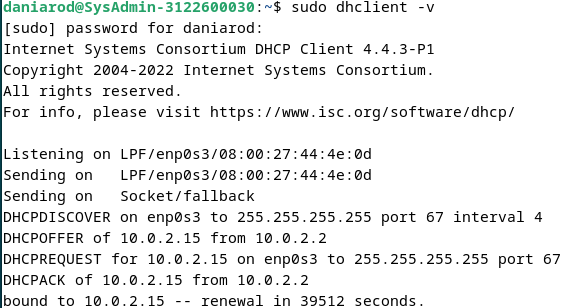 daniarod@SysAdmin-3122600030:~$ sudo dhclient -v
[sudo] password for daniarod:
Internet Systems Consortium DHCP Client 4.4.3-P1
Copyright 2004-2022 Internet Systems Consortium.
All rights reserved.
For info, please visit https://www.isc.org/software/dhcp/

Listening on LPF/enp0s3/08:00:27:44:4e:0d
Sending on   LPF/enp0s3/08:00:27:44:4e:0d
Sending on   Socket/fallback
DHCPDISCOVER on enp0s3 to 255.255.255.255 port 67 interval 4
DHCPOFFER of 10.0.2.15 from 10.0.2.2
DHCPREQUEST for 10.0.2.15 on enp0s3 to 255.255.255.255 port 67
DHCPACK of 10.0.2.15 from 10.0.2.2
bound to 10.0.2.15 -- renewal in 39512 seconds.